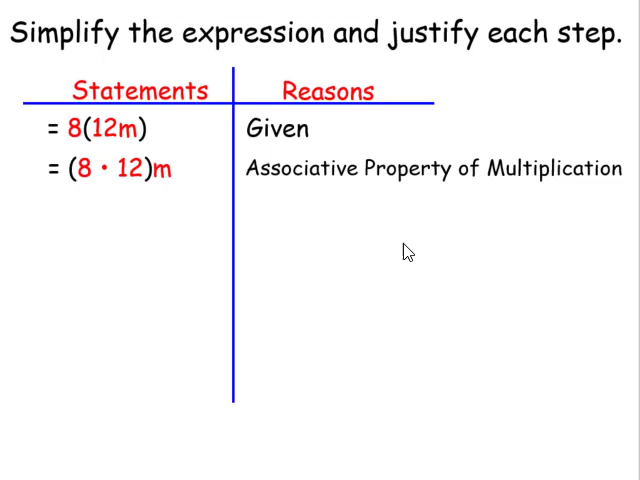 Simplify the expression and justify each step.
Statements Reasons
= 8(12m) Given
= (8 · 12)m Associative Property of Multiplication